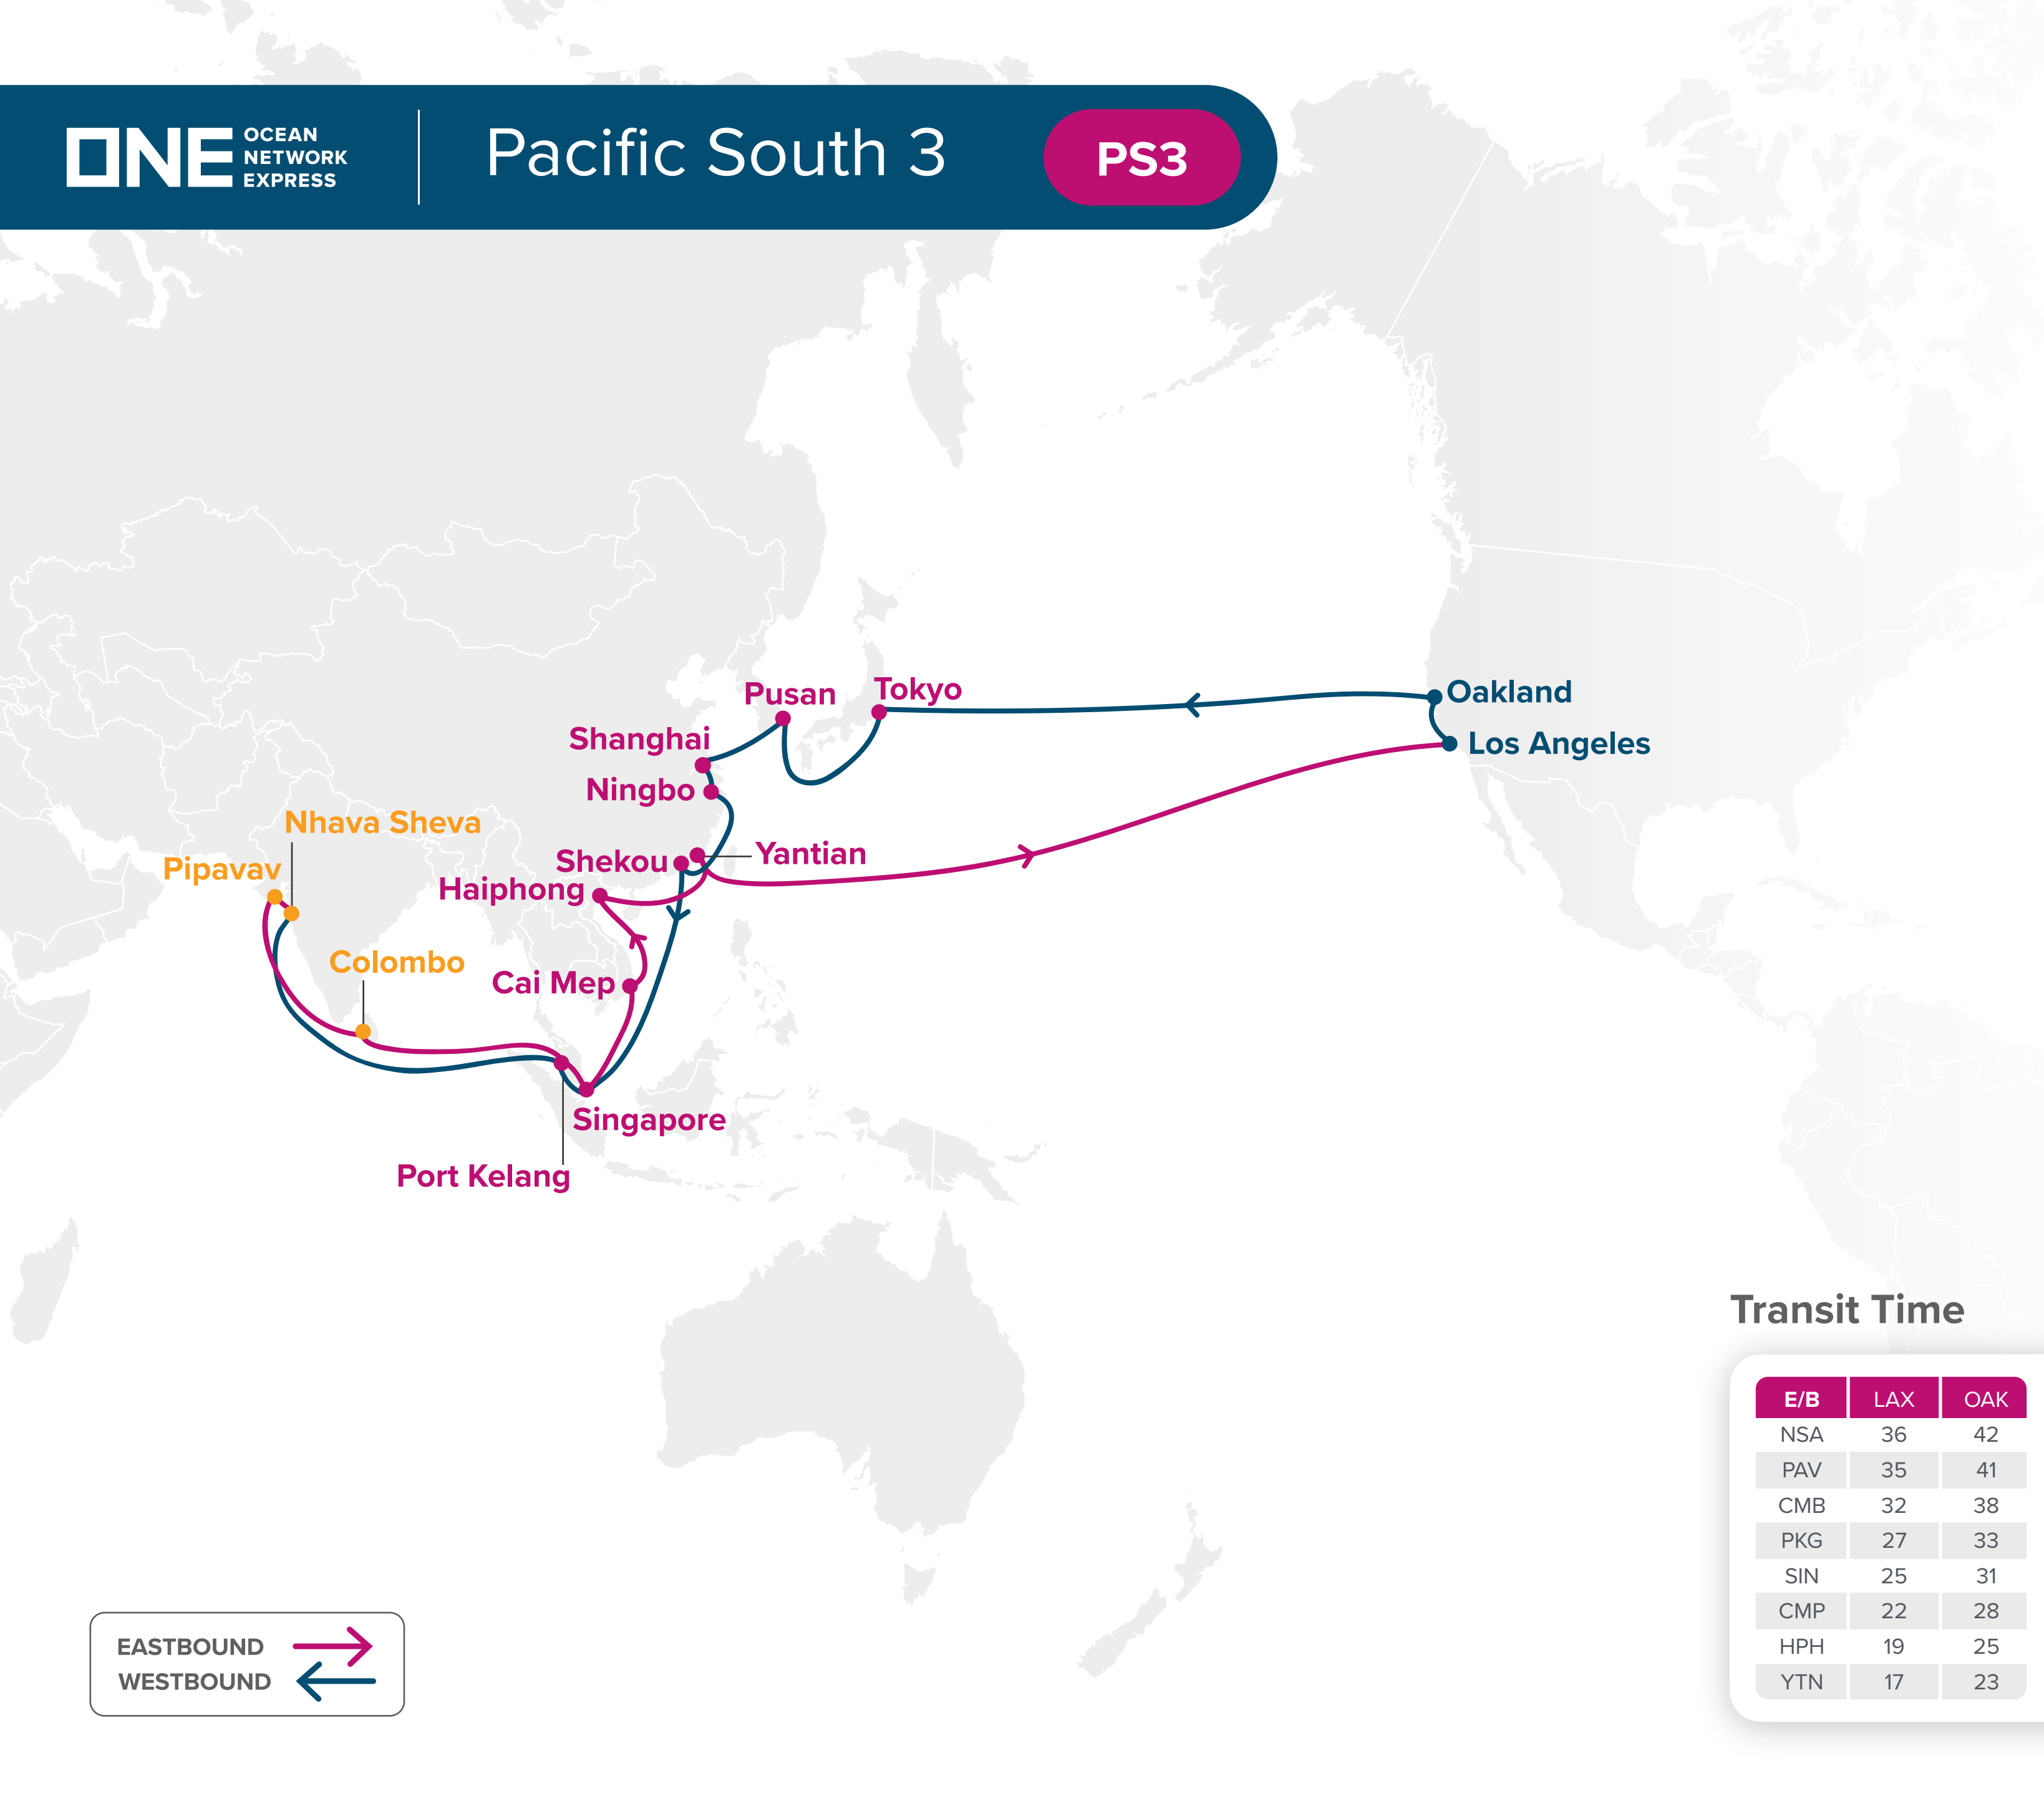 ONE
OCEAN
NETWORK
EXPRESS
Pacific South 3
PS3
Pusan
Tokyo
Oakland
Shanghai
Los Angeles
Ningbo
Nhava Sheva
Yantian
Shekou
Pipavav
Haiphong
Colombo
Cai Mep
Singapore
Port Kelang
Transit Time
E/B LAX OAK
NSA 36 42
PAV 35 41
CMB 32 38
PKG 27 33
SIN 25 31
CMP 22 28
HPH 19 25
YTN 17 23
EASTBOUND
WESTBOUND